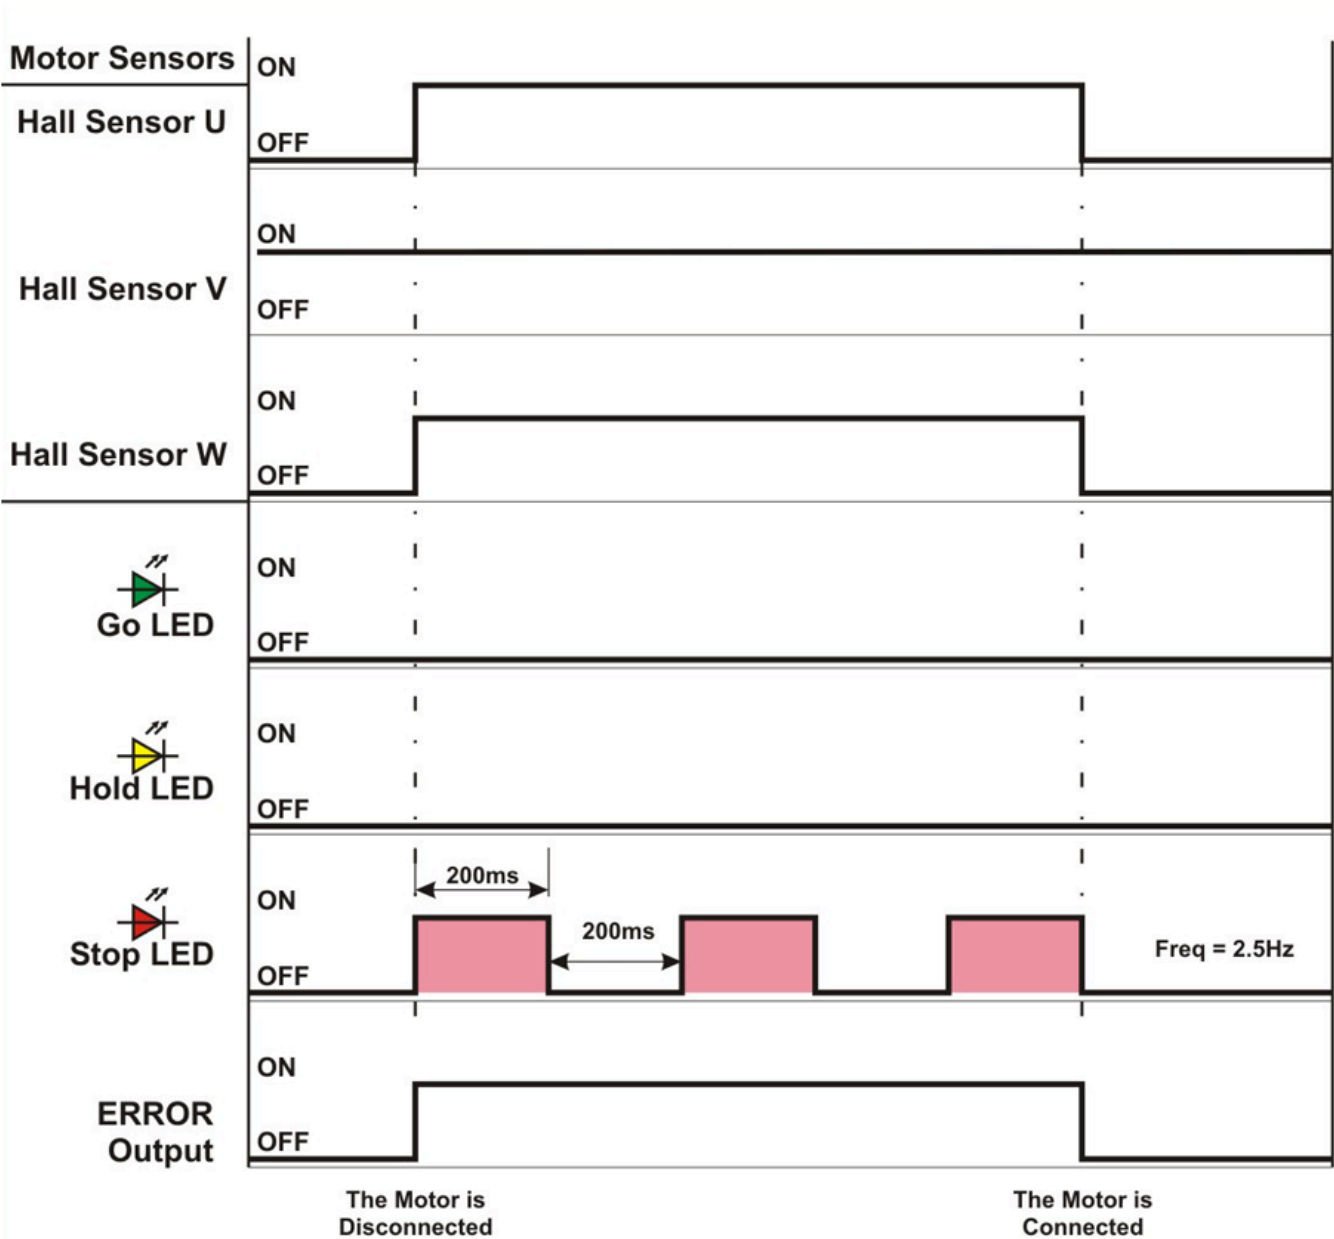 Motor Sensors
ON
Hall Sensor U
OFF
ON
Hall Sensor V
OFF
ON
Hall Sensor W
OFF
ON
Go LED
OFF
ON
Hold LED
OFF
200ms
ON
200ms
Stop LED
Freq = 2.5Hz
OFF
ON
ERROR
Output
OFF
The Motor is
Disconnected
The Motor is
Connected